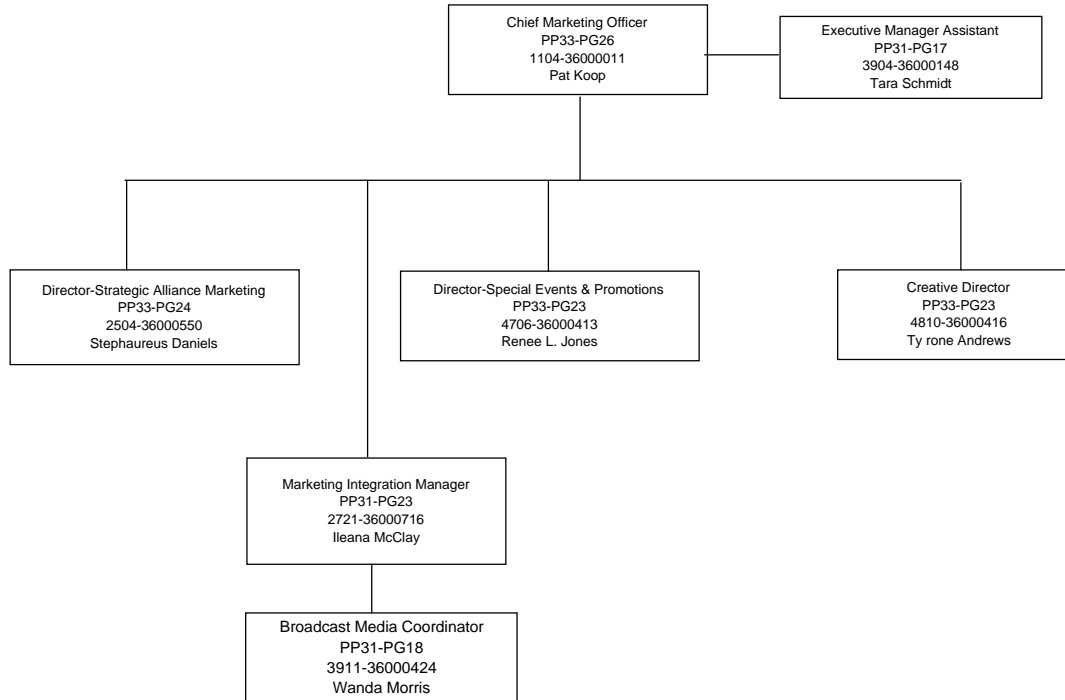 Chief Marketing Officer
PP33-PG26
1104-36000011
Pat Koop
Executive Manager Assistant
PP31-PG17
3904-36000148
Tara Schmidt
Director-Strategic Alliance Marketing
PP33-PG24
2504-36000550
Stephaureus Daniels
Director-Special Events & Promotions
PP33-PG23
4706-36000413
Renee L. Jones
Creative Director
PP33-PG23
4810-36000416
Ty rone Andrews
Marketing Integration Manager
PP31-PG23
2721-36000716
Ileana McClay
Broadcast Media Coordinator
PP31-PG18
3911-36000424
Wanda Morris